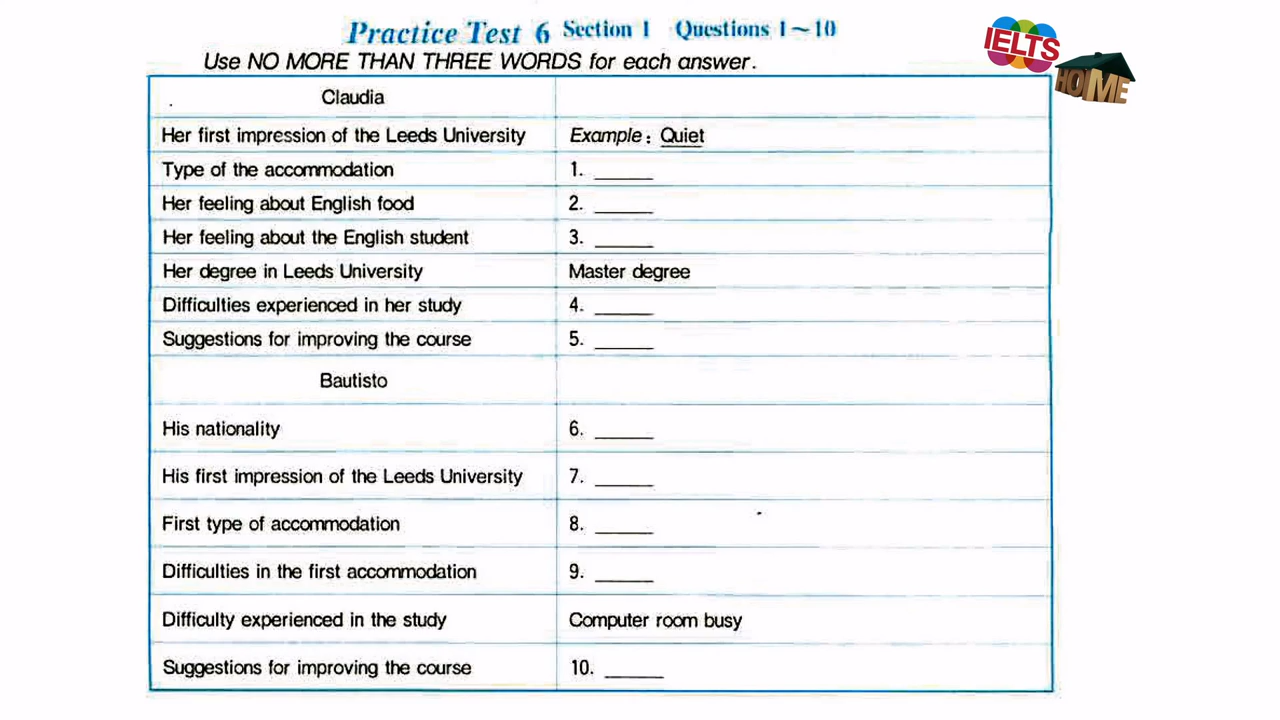 Practice Test 6 Section 1 Questions 1~10
IELTS
HOME
Use NO MORE THAN THREE WORDS for each answer.
Claudia
Her first impression of the Leeds University Example: Quiet
Type of the accommodation 1. ______
Her feeling about English food 2. ______
Her feeling about the English student 3. ______
Her degree in Leeds University Master degree
Difficulties experienced in her study 4. ______
Suggestions for improving the course 5. ______
Bautisto
His nationality 6. ______
His first impression of the Leeds University 7. ______
First type of accommodation 8. ______
Difficulties in the first accommodation 9. ______
Difficulty experienced in the study Computer room busy
Suggestions for improving the course 10. ______